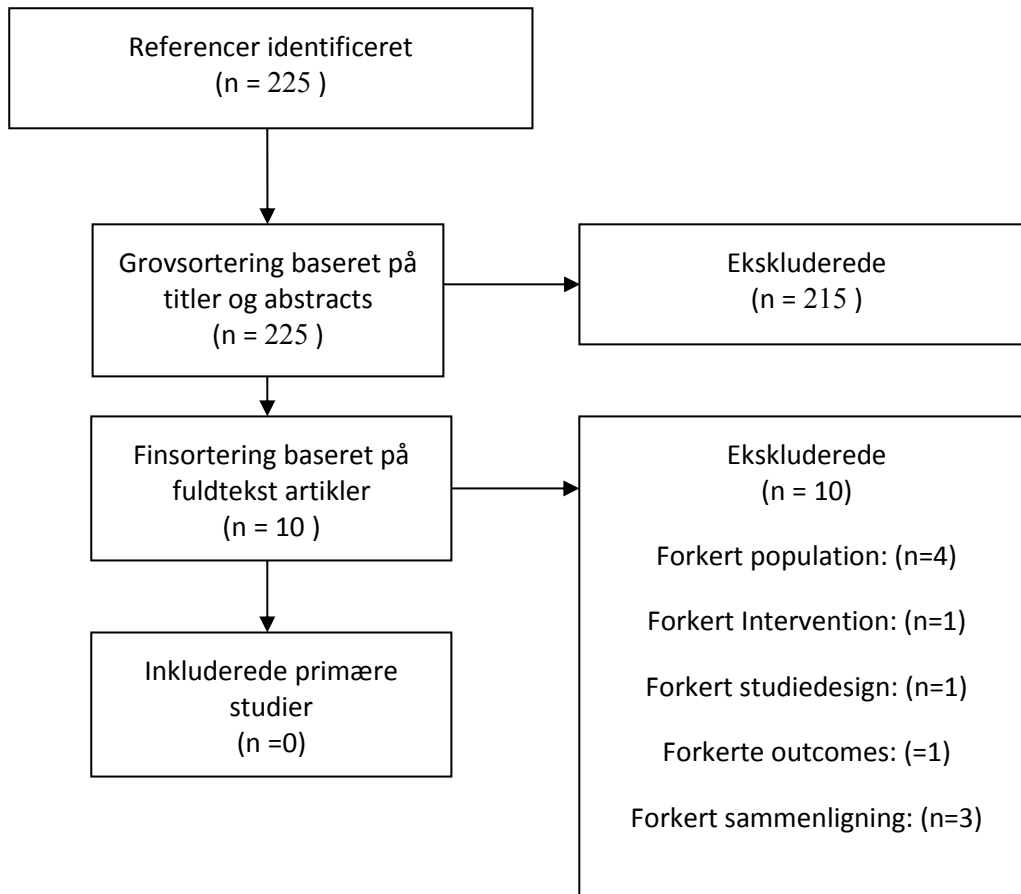 Referencer identificeret
(n = 225 )
Grovsortering baseret på
titler og abstracts
(n = 225 )
Ekskluderede
(n = 215 )
Finsortering baseret på
fuldtekst artikler
(n = 10 )
Ekskluderede
(n = 10)
Forkert population: (n=4)
Forkert Intervention: (n=1)
Forkert studiedesign: (n=1)
Forkerte outcomes: (=1)
Forkert sammenligning: (n=3)
Inkluderede primære
studier
(n =0)